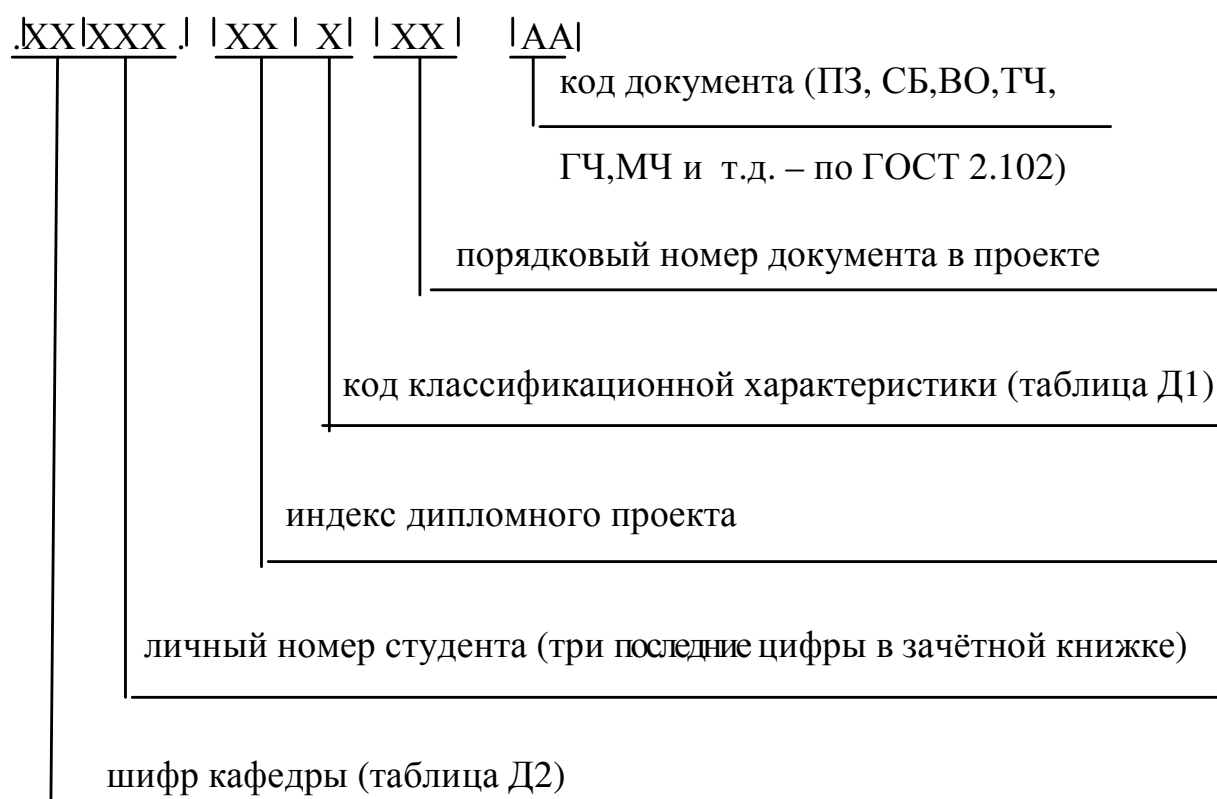 .XX|XXX.| |XX | X| |XX| |АА|
код документа (ПЗ, СБ,ВО,ТЧ,
ГЧ,МЧ и т.д. – по ГОСТ 2.102)
порядковый номер документа в проекте
код классификационной характеристики (таблица Д1)
индекс дипломного проекта
личный номер студента (три последние цифры в зачётной книжке)
шифр кафедры (таблица Д2)